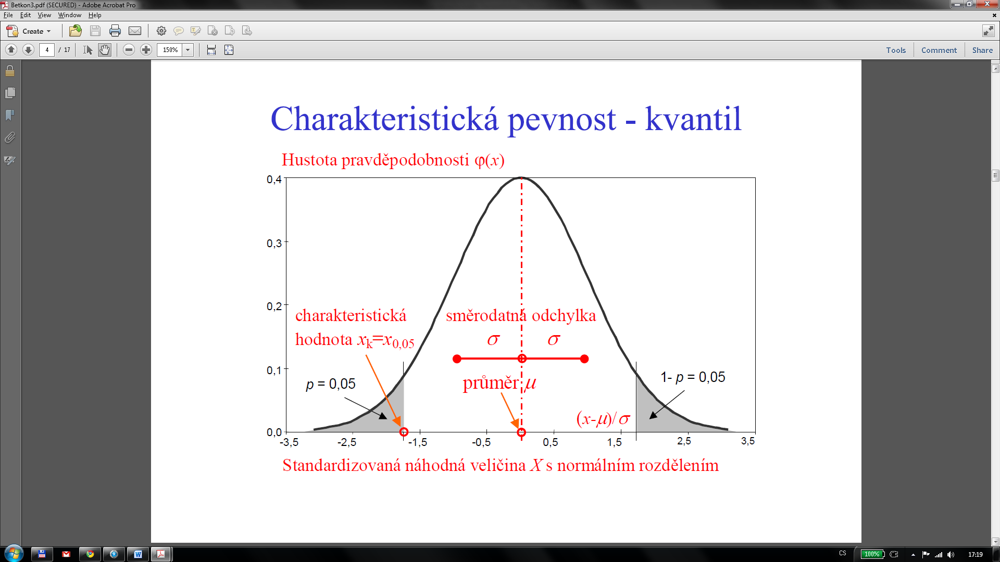 Betkon3.pdf (SECURED) - Adobe Acrobat Pro
File Edit View Window Help
Create
4 / 17 150% Tools Comment Share
Charakteristická pevnost - kvantil
Hustota pravděpodobnosti φ(x)
0,4
0,3
0,2
charakteristická
hodnota xk=x0,05
směrodatná odchylka
σ σ
0,1
p = 0,05
průměr μ
1- p = 0,05
(x-μ)/σ
0,0
-3,5 -2,5 -1,5 -0,5 0,5 1,5 2,5 3,5
Standardizovaná náhodná veličina X s normálním rozdělením
CS 100% 17:19